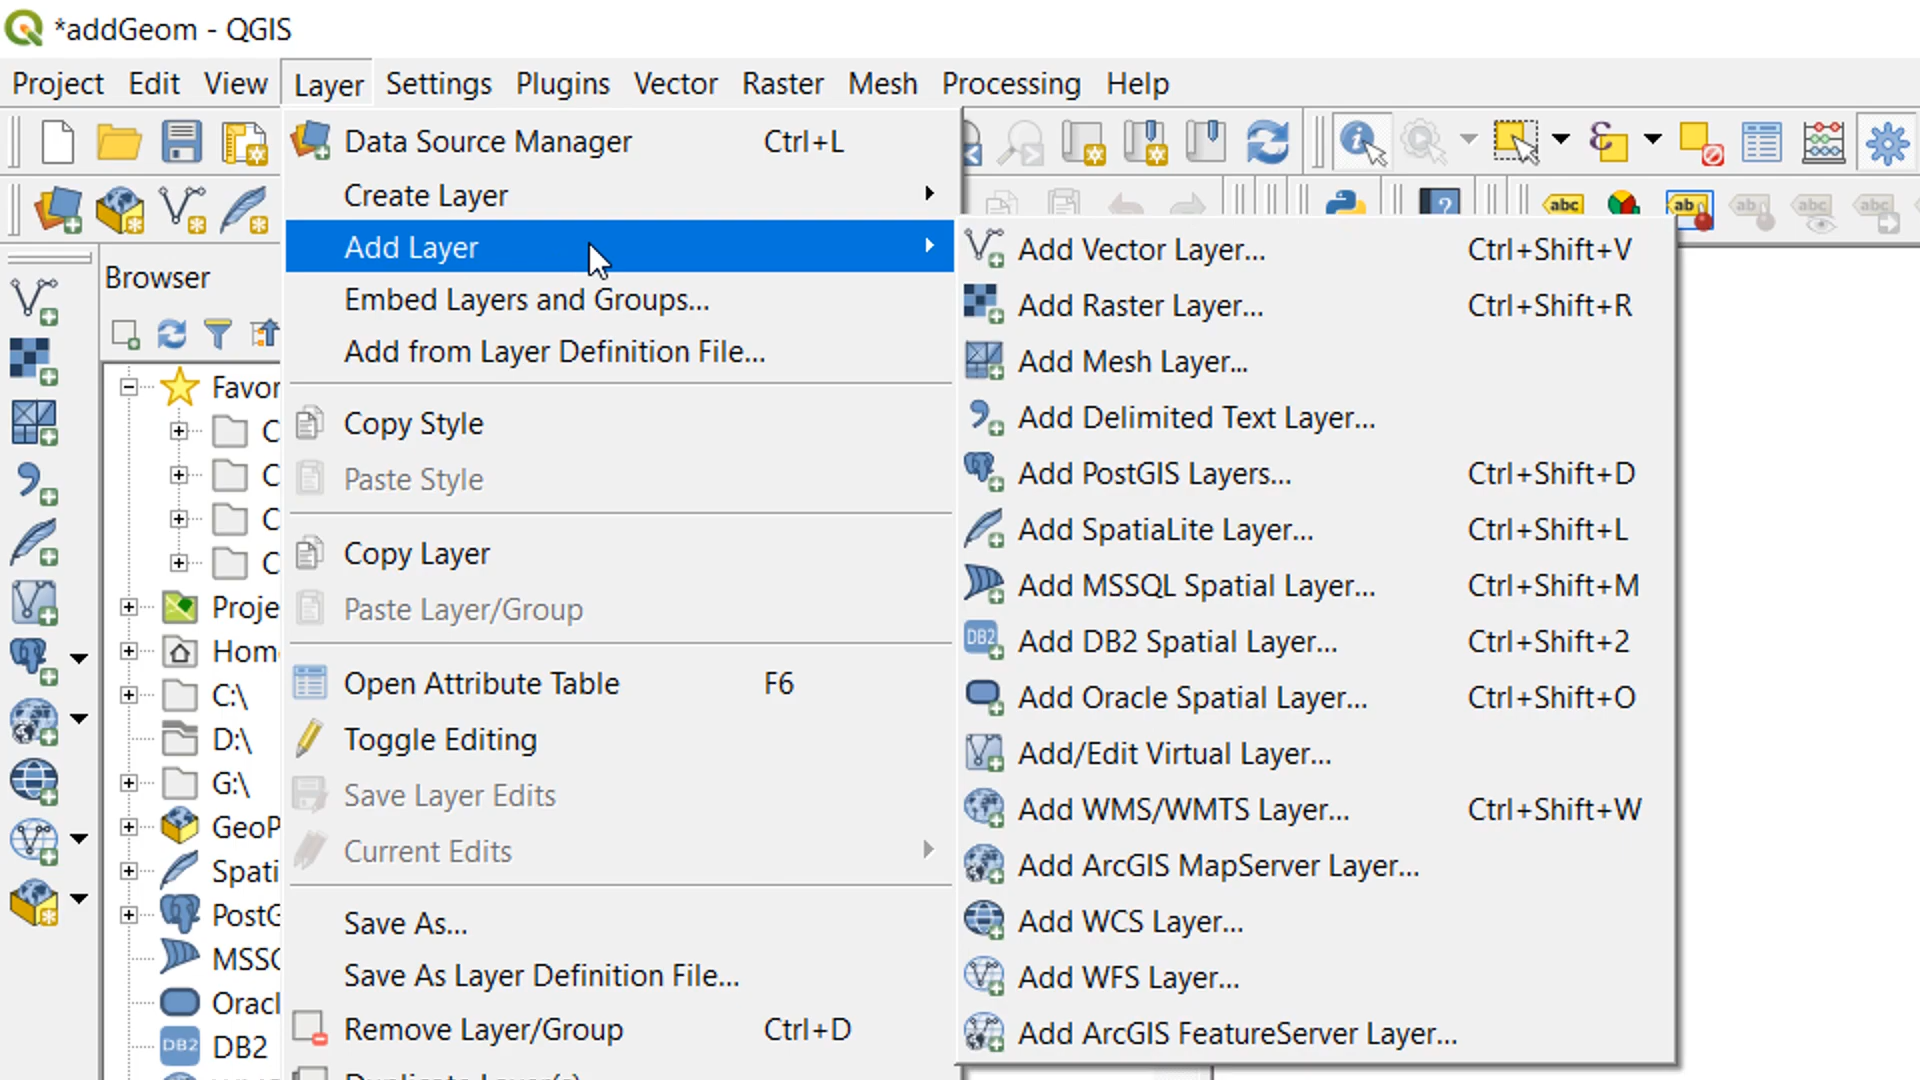 *addGeom - QGIS
Project Edit View Layer Settings Plugins Vector Raster Mesh Processing Help
Data Source Manager Ctrl+L
Create Layer
Add Layer
Embed Layers and Groups...
Add from Layer Definition File...
Copy Style
Paste Style
Copy Layer
Paste Layer/Group
Open Attribute Table F6
Toggle Editing
Save Layer Edits
Current Edits
Save As...
Save As Layer Definition File...
Remove Layer/Group Ctrl+D
abc
ab
abc
Add Vector Layer... Ctrl+Shift+V
Add Raster Layer... Ctrl+Shift+R
Add Mesh Layer...
Add Delimited Text Layer...
Add PostGIS Layers... Ctrl+Shift+D
Add SpatiaLite Layer... Ctrl+Shift+L
Add MSSQL Spatial Layer... Ctrl+Shift+M
DB2 Add DB2 Spatial Layer... Ctrl+Shift+2
Add Oracle Spatial Layer... Ctrl+Shift+O
Add/Edit Virtual Layer...
Add WMS/WMTS Layer... Ctrl+Shift+W
Add ArcGIS MapServer Layer...
Add WCS Layer...
Add WFS Layer...
Add ArcGIS FeatureServer Layer...
Browser
Favor
C
C
C
C
Proje
Hom
C:\
D:\
G:\
GeoP
Spati
PostG
MSSQ
Oracl
DB2 DB2